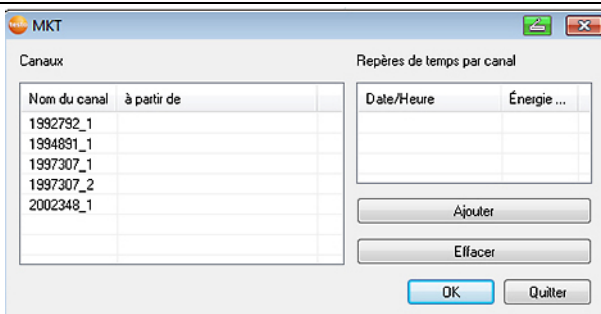 MKT
Canaux
Nom du canal à partir de
1992792_1
1994891_1
1997307_1
1997307_2
2002348_1
Repères de temps par canal
Date/Heure Énergie ...
Ajouter
Effacer
OK Quitter